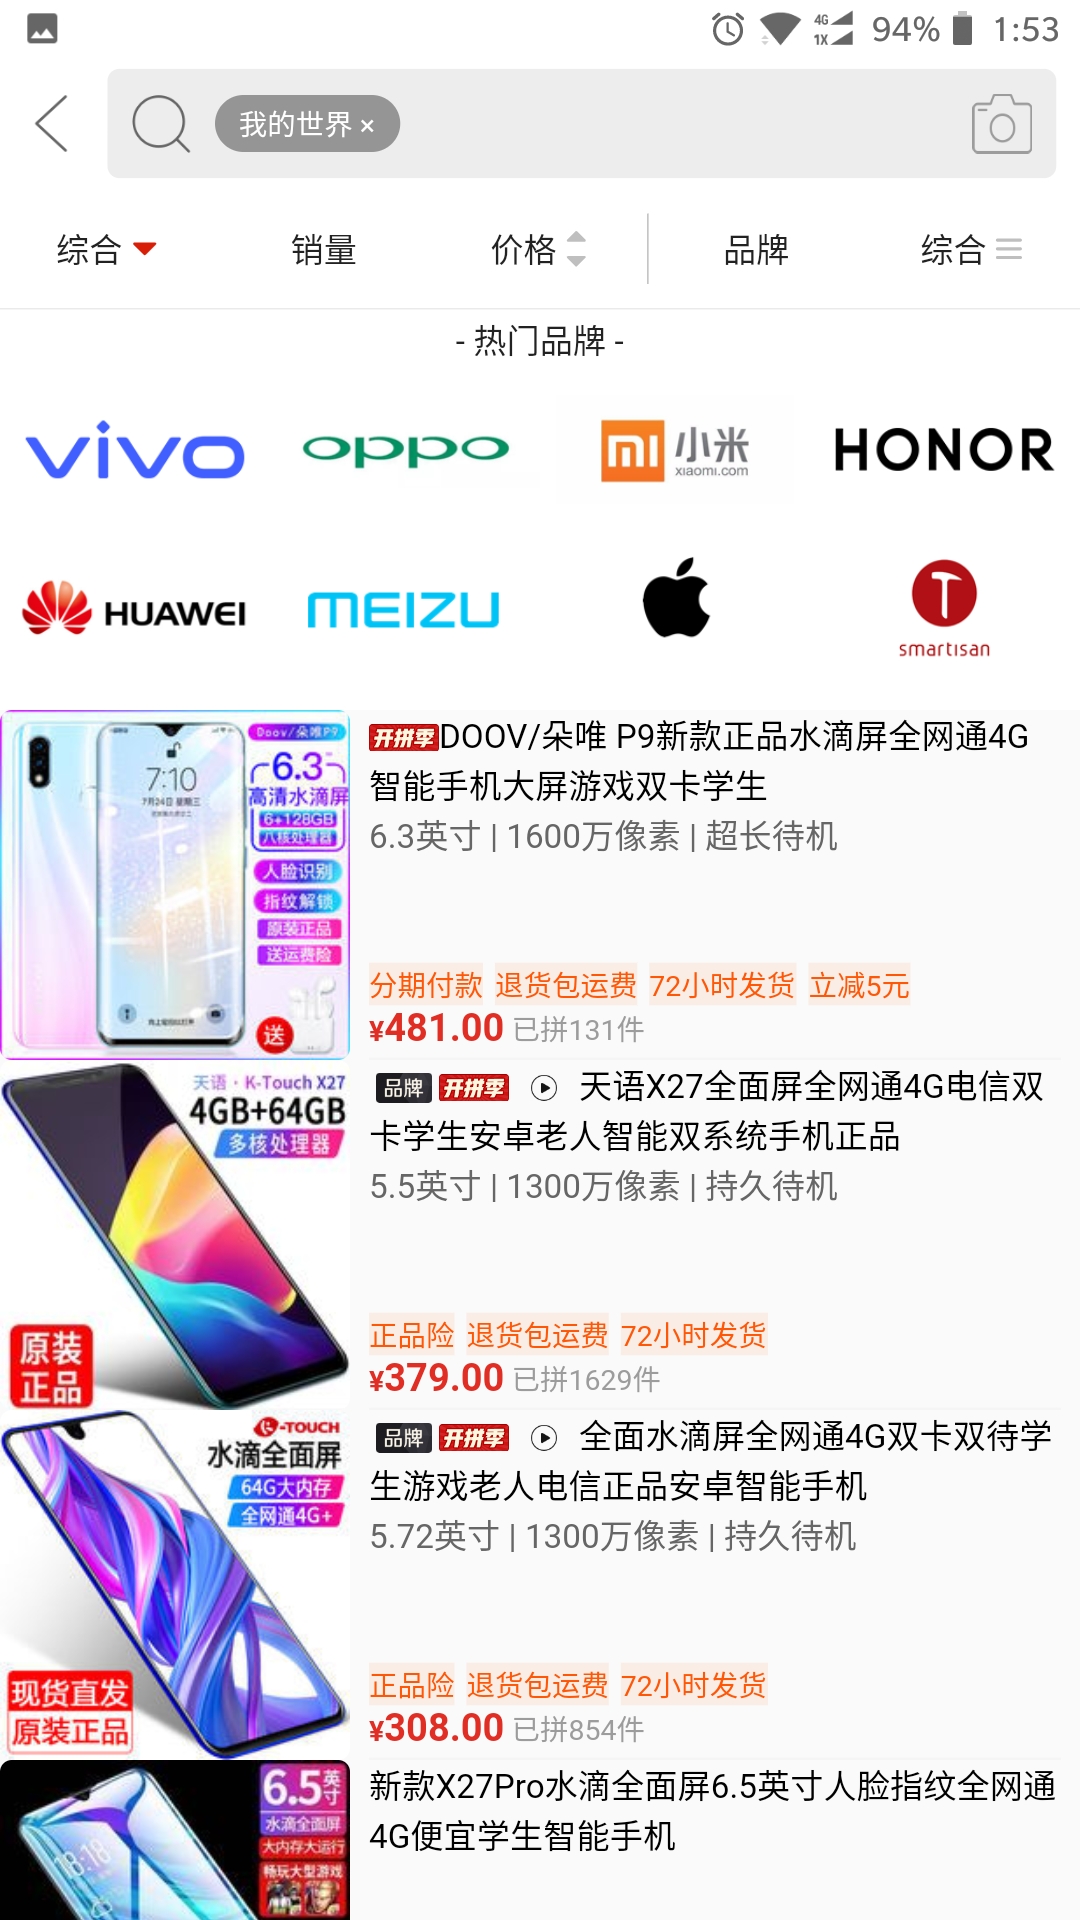 4G 1X 94% 1:53
我的世界 ×
综合 销量 价格 品牌 综合
- 热门品牌 -
vivo oppo 小米 xiaomi.com HONOR
HUAWEI MEIZU smartisan
Doov/朵唯P9
6.3
高清水滴屏
6+128GB
八核处理器
人脸识别
指纹解锁
原装正品
送运费险
送
7:10
7月24日 星期三
开拼季DOOV/朵唯 P9新款正品水滴屏全网通4G
智能手机大屏游戏双卡学生
6.3英寸 | 1600万像素 | 超长待机
分期付款 退货包运费 72小时发货 立减5元
¥481.00 已拼131件
天语·K-Touch X27
4GB+64GB
多核处理器
原装
正品
品牌 开拼季 天语X27全面屏全网通4G电信双
卡学生安卓老人智能双系统手机正品
5.5英寸 | 1300万像素 | 持久待机
正品险 退货包运费 72小时发货
¥379.00 已拼1629件
K-TOUCH
水滴全面屏
64G大内存
全网通4G+
现货直发
原装正品
品牌 开拼季 全面水滴屏全网通4G双卡双待学
生游戏老人电信正品安卓智能手机
5.72英寸 | 1300万像素 | 持久待机
正品险 退货包运费 72小时发货
¥308.00 已拼854件
6.5英寸
水滴全面屏
大内存大运行
畅玩大型游戏
18:18
新款X27Pro水滴全面屏6.5英寸人脸指纹全网通
4G便宜学生智能手机